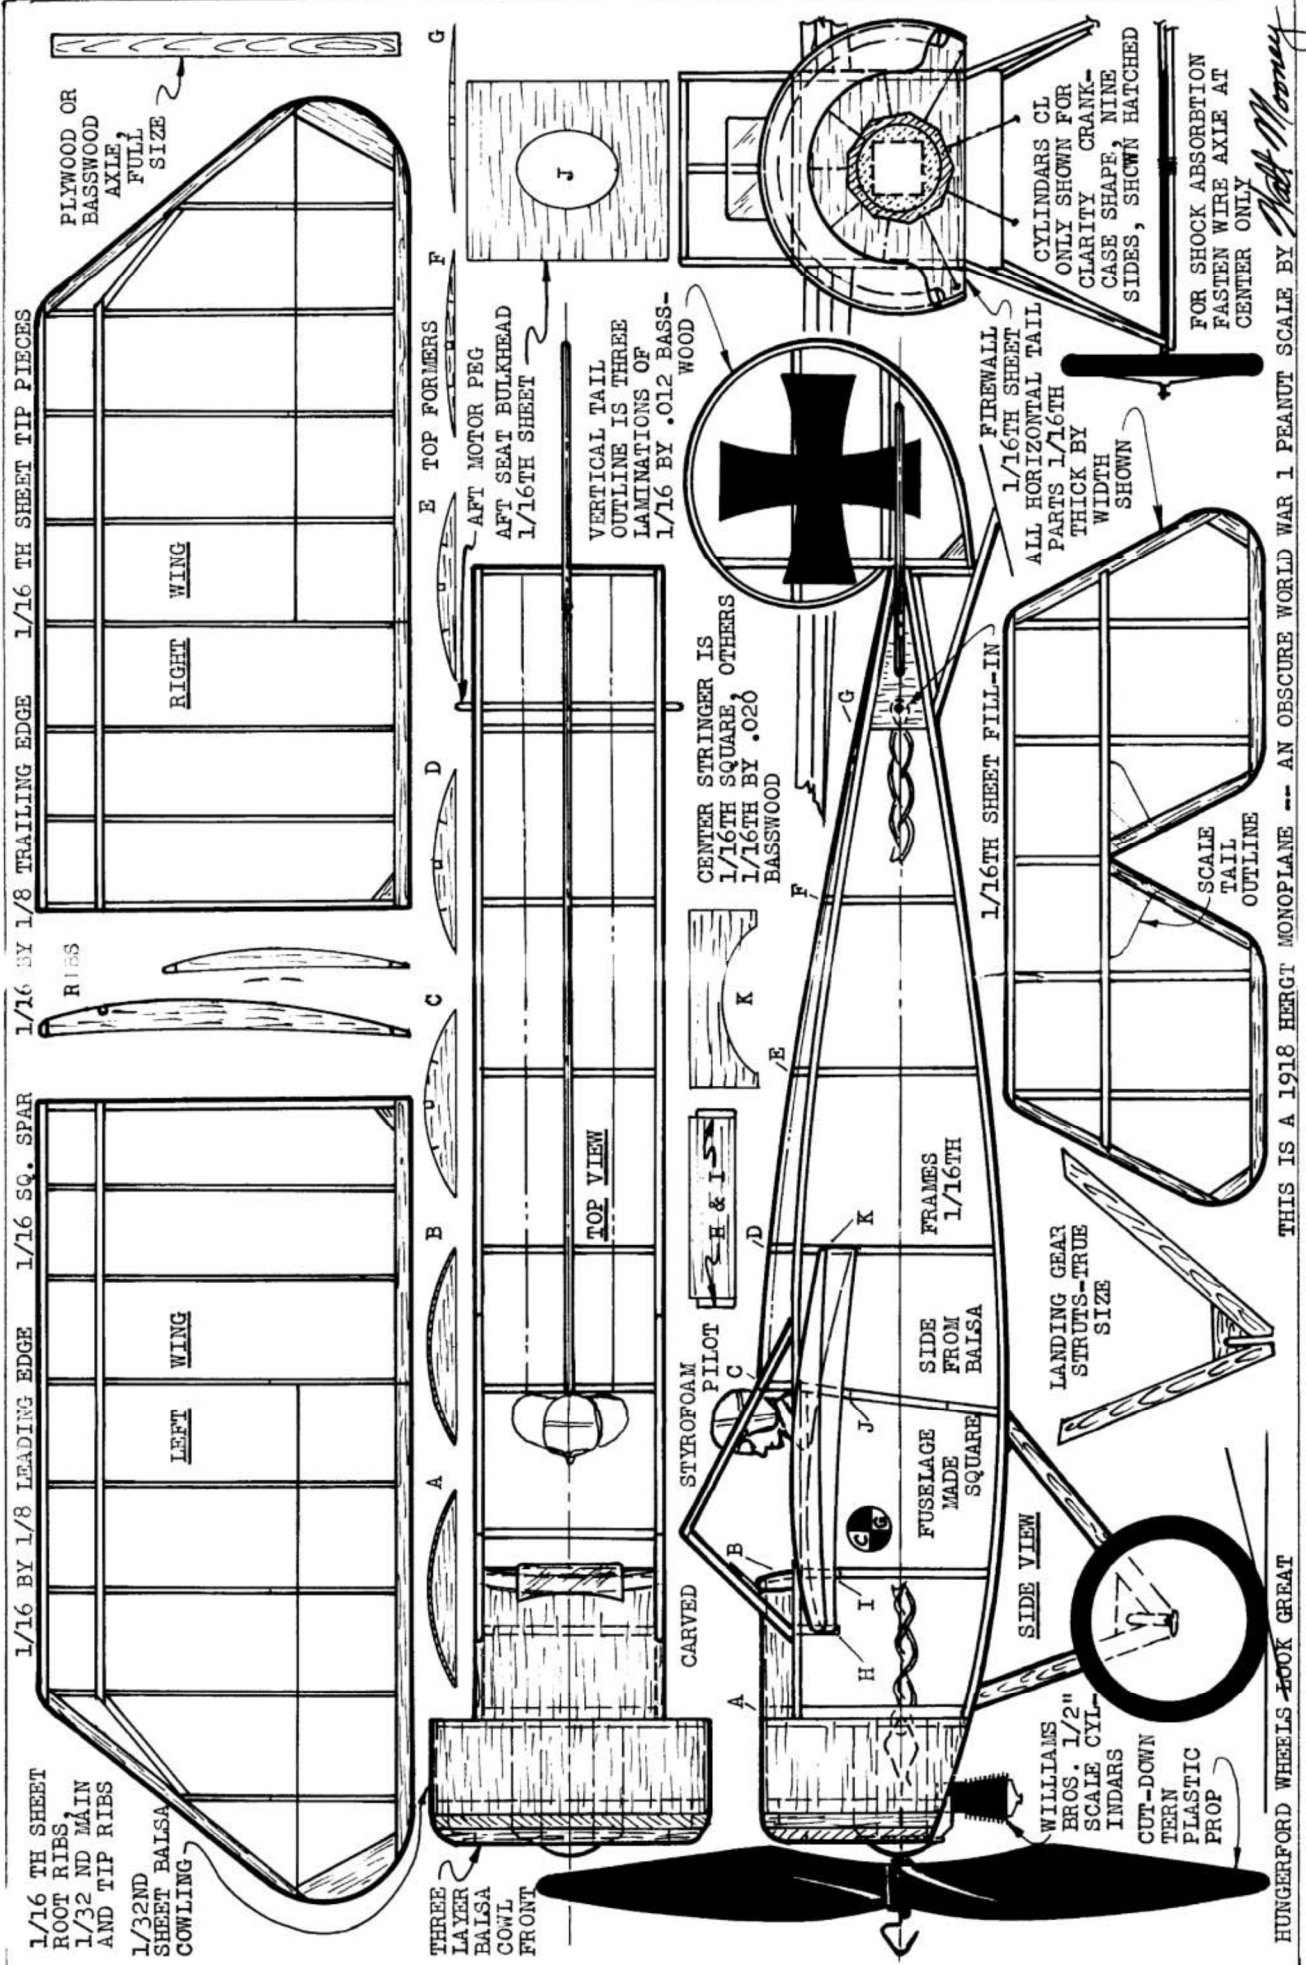 1/16 TH SHEET
ROOT RIBS,
1/32 ND MAIN
AND TIP RIBS
1/32ND
SHEET BALSA
COWLING
1/16 BY 1/8 LEADING EDGE
1/16 SQ. SPAR
1/16 BY 1/8 TRAILING EDGE
1/16 TH SHEET TIP PIECES
LEFT WING
RIBS
RIGHT WING
PLYWOOD OR
BASSWOOD
AXLE,
FULL
SIZE
A
B
C
D
E
TOP FORMERS
F
G
THREE
LAYER
BALSA
COWL
FRONT
TOP VIEW
AFT MOTOR PEG
AFT SEAT BULKHEAD
1/16TH SHEET
J
VERTICAL TAIL
OUTLINE IS THREE
LAMINATIONS OF
1/16 BY .012 BASS-
WOOD
CARVED STYROFOAM
PILOT
H & I
K
CENTER STRINGER IS
1/16TH SQUARE, OTHERS
1/16TH BY .020
BASSWOOD
A
B
C
D
E
F
G
H
I
J
K
CG
FUSELAGE SIDE
MADE FROM
SQUARE BALSA
FRAMES
1/16TH
SIDE VIEW
1/16TH SHEET FILL-IN
FIREWALL
1/16TH SHEET
ALL HORIZONTAL TAIL
PARTS 1/16TH
THICK BY
WIDTH
SHOWN
CYLINDARS CL
ONLY SHOWN FOR
CLARITY CRANK-
CASE SHAPE, NINE
SIDES, SHOWN HATCHED
FOR SHOCK ABSORBTION
FASTEN WIRE AXLE AT
CENTER ONLY
WILLIAMS
BROS. 1/2"
SCALE CYL-
INDARS
CUT-DOWN
TERN
PLASTIC
PROP
LANDING GEAR
STRUTS-TRUE
SIZE
SCALE
TAIL
OUTLINE
HUNGERFORD WHEELS LOOK GREAT
THIS IS A 1918 HERGT MONOPLANE -- AN OBSCURE WORLD WAR 1 PEANUT SCALE BY Walt Mooney